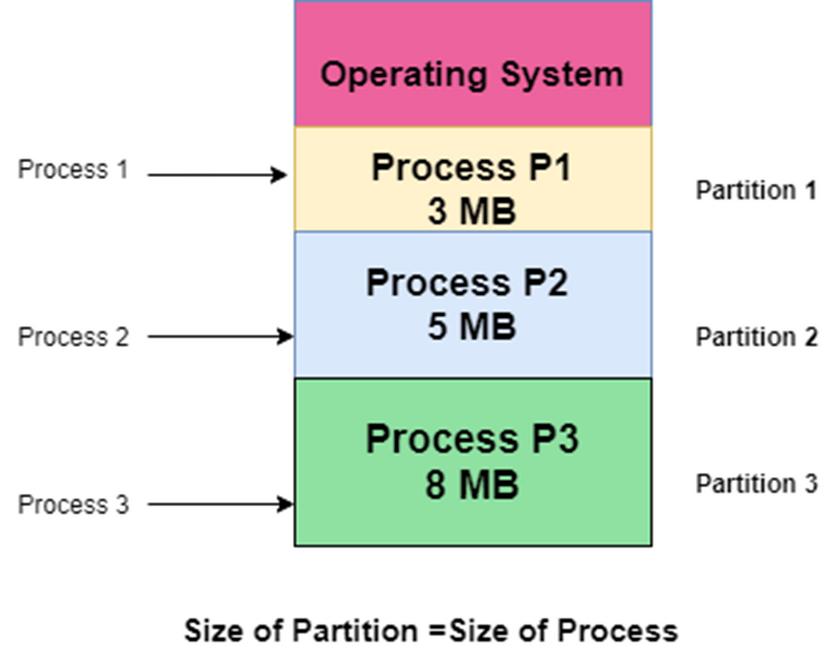 Operating System
Process 1
Process P1
3 MB
Partition 1
Process P2
5 MB
Process 2
Partition 2
Process P3
8 MB
Process 3
Partition 3
Size of Partition =Size of Process